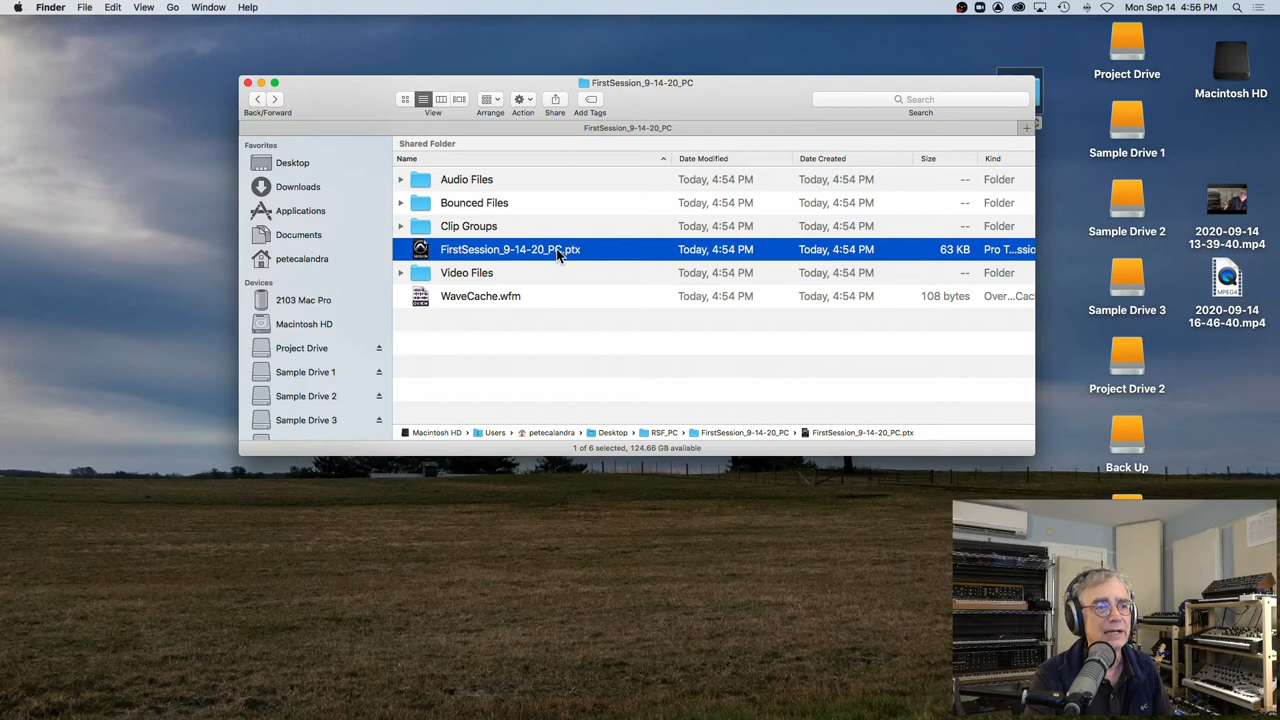 Finder File Edit View Go Window Help
Mon Sep 14 4:56 PM
FirstSession_9-14-20_PC
Back/Forward View Arrange Action Share Add Tags Search
Search
FirstSession_9-14-20_PC
Favorites
Desktop
Downloads
Applications
Documents
petecalandra
Devices
2103 Mac Pro
Macintosh HD
Project Drive
Sample Drive 1
Sample Drive 2
Sample Drive 3
Shared Folder
Name Date Modified Date Created Size Kind
Audio Files Today, 4:54 PM Today, 4:54 PM -- Folder
Bounced Files Today, 4:54 PM Today, 4:54 PM -- Folder
Clip Groups Today, 4:54 PM Today, 4:54 PM -- Folder
FirstSession_9-14-20_PC.ptx Today, 4:54 PM Today, 4:54 PM 63 KB Pro T...ssio
Video Files Today, 4:54 PM Today, 4:54 PM -- Folder
WaveCache.wfm Today, 4:54 PM Today, 4:54 PM 108 bytes Over...Cac
Macintosh HD Users petecalandra Desktop RSF_PC FirstSession_9-14-20_PC FirstSession_9-14-20_PC.ptx
1 of 6 selected, 124.66 GB available
Project Drive
Sample Drive 1
Sample Drive 2
Sample Drive 3
Project Drive 2
Back Up
Macintosh HD
2020-09-14
13-39-40.mp4
MPEG4
2020-09-14
16-46-40.mp4